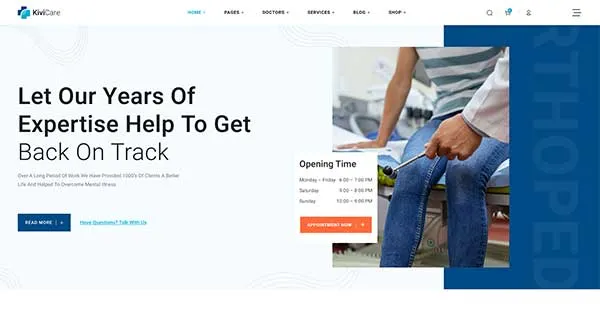 KiviCare
HOME
PAGES
DOCTORS
SERVICES
BLOG
SHOP
Let Our Years Of
Expertise Help To Get
Back On Track
Over A Long Period Of Work We Have Provided 1000's Of Clients A Better
Life And Helped To Overcome Mental Illness
READ MORE
Have Questions? Talk With Us
Opening Time
Monday – Friday 6:00 – 7:00 PM
Saturday 9:00 – 8:00 PM
Sunday 10:00 – 9:00 PM
APPOINTMENT NOW
RTHOPED